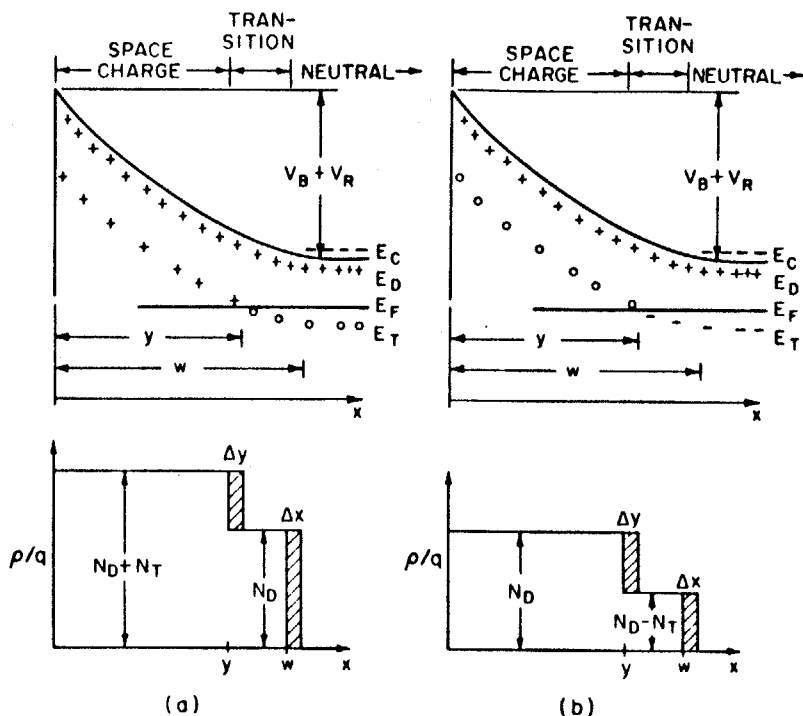 TRAN-
SITION
SPACE
CHARGE
NEUTRAL
V_B + V_R
E_C
E_D
E_F
E_T
y
w
x
Δy
Δx
ρ/q
N_D + N_T
N_D
y
w
x
(a)
TRAN-
SITION
SPACE
CHARGE
NEUTRAL
V_B + V_R
E_C
E_D
E_F
E_T
y
w
x
Δy
Δx
ρ/q
N_D
N_D - N_T
y
w
x
(b)